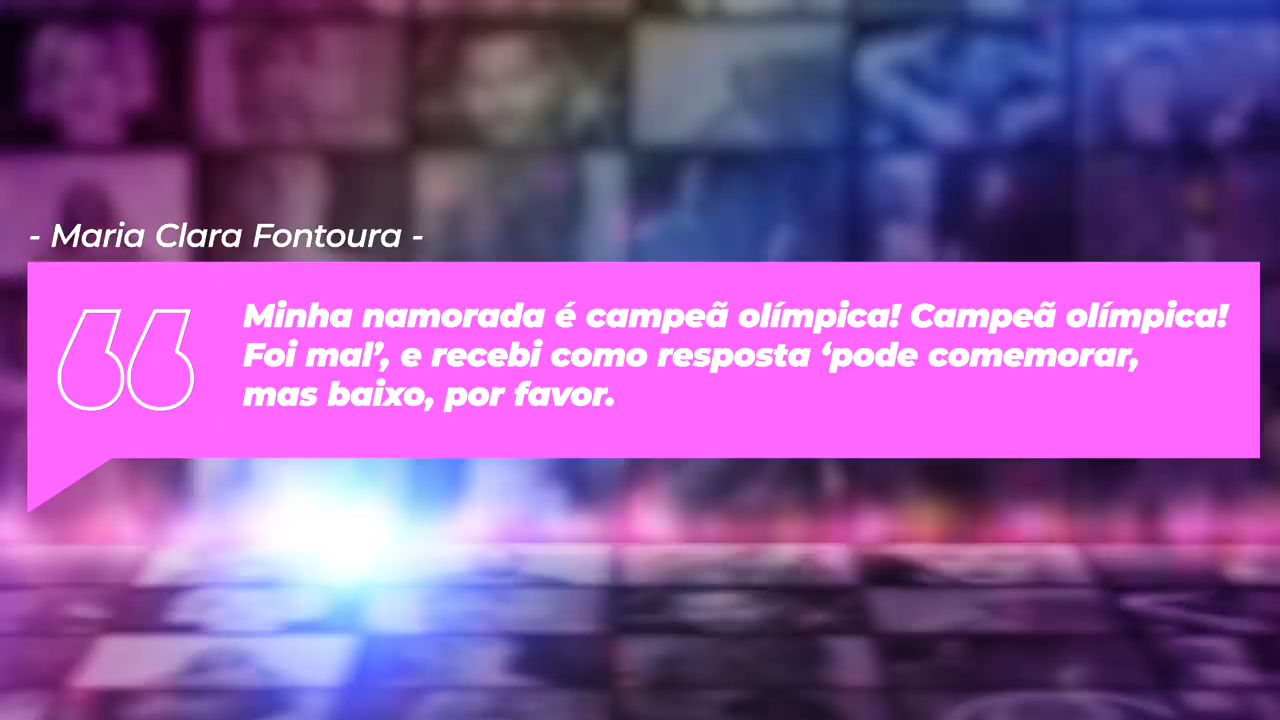 - Maria Clara Fontoura -
Minha namorada é campeã olímpica! Campeã olímpica!
Foi mal’, e recebi como resposta ‘pode comemorar,
mas baixo, por favor.